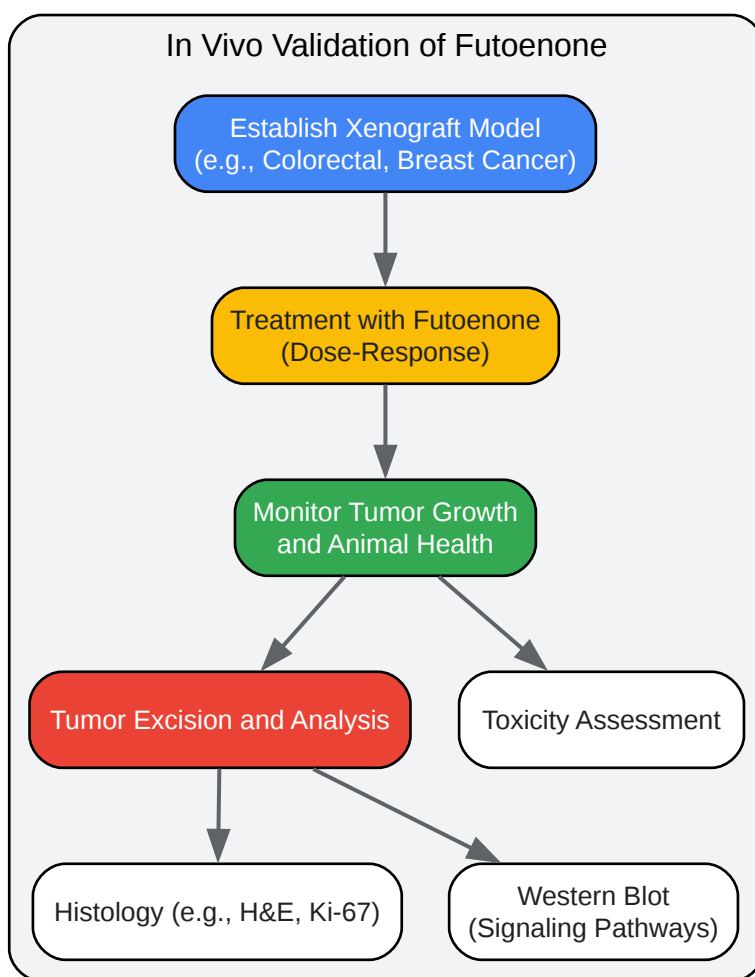 In Vivo Validation of Futoenone
Establish Xenograft Model
(e.g., Colorectal, Breast Cancer)
Treatment with Futoenone
(Dose-Response)
Monitor Tumor Growth
and Animal Health
Tumor Excision and Analysis
Toxicity Assessment
Histology (e.g., H&E, Ki-67)
Western Blot
(Signaling Pathways)